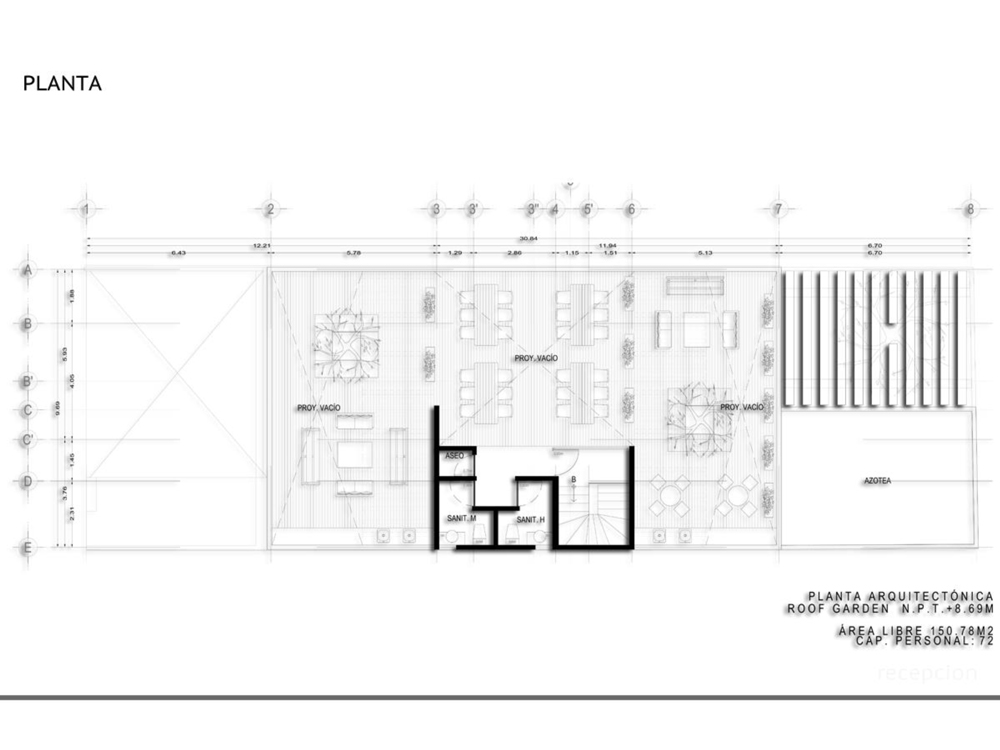 PLANTA
1 2 3 3' 3'' 4 5' 6 7 8
30.84
12.21 11.94 6.70
6.43 5.78 1.29 2.86 1.15 1.51 5.13 6.70
A
1.88
B
5.93
PROY. VACÍO
4.05
B'
PROY. VACÍO PROY. VACÍO
C
9.69
C'
ASEO
1.45
D
B
AZOTEA
3.76
2.31
SANIT. M SANIT. H
E
PLANTA ARQUITECTÓNICA
ROOF GARDEN N.P.T.+8.69M
ÁREA LIBRE 150.78M2
CAP. PERSONAL: 72
recepcion